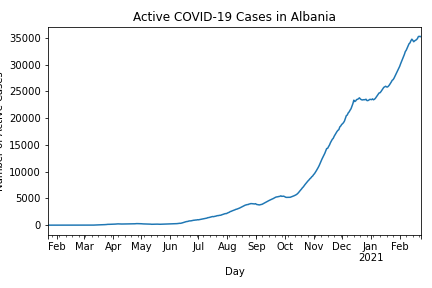 Active COVID-19 Cases in Albania
35000
30000
25000
20000
15000
10000
5000
0
Number of Active Cases
Feb Mar Apr May Jun Jul Aug Sep Oct Nov Dec Jan Feb
2021
Day